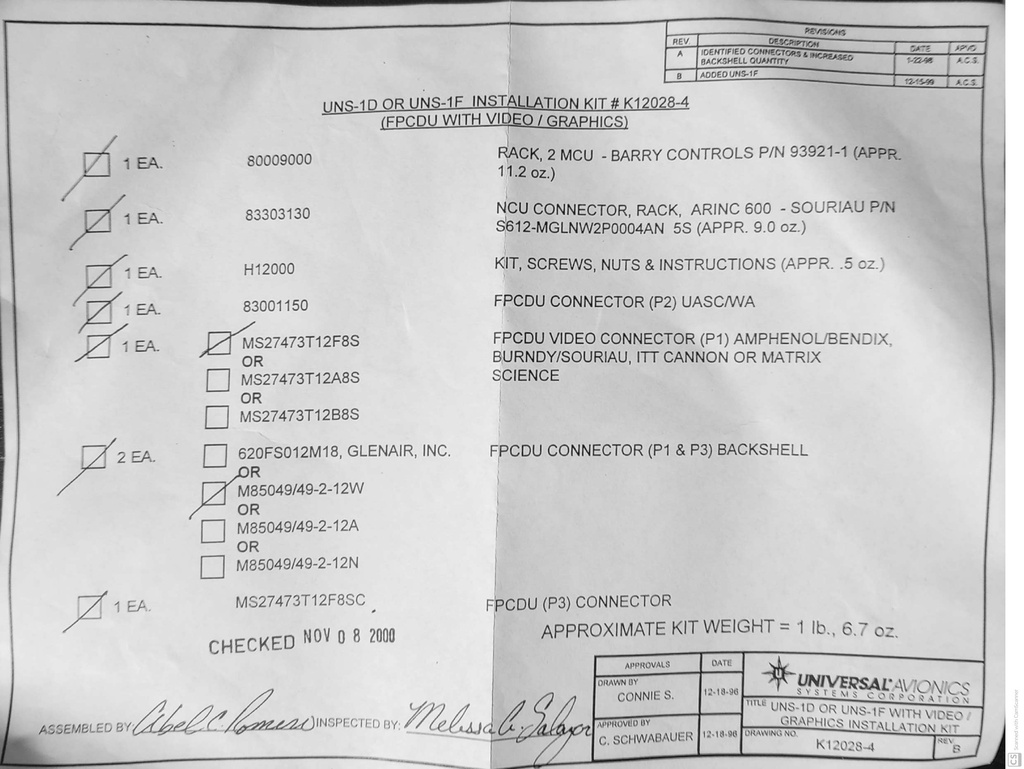 REVISIONS
REV. DESCRIPTION DATE APVD
A IDENTIFIED CONNECTORS & INCREASED BACKSHELL QUANTITY 1-22-98 A.C.S.
B ADDED UNS-1F 12-15-99 A.C.S.
UNS-1D OR UNS-1F INSTALLATION KIT # K12028-4
(FPCDU WITH VIDEO / GRAPHICS)
1 EA. 80009000 RACK, 2 MCU - BARRY CONTROLS P/N 93921-1 (APPR.
11.2 oz.)
1 EA. 83303130 NCU CONNECTOR, RACK, ARINC 600 - SOURIAU P/N
S612-MGLNW2P0004AN 5S (APPR. 9.0 oz.)
1 EA. H12000 KIT, SCREWS, NUTS & INSTRUCTIONS (APPR. .5 oz.)
1 EA. 83001150 FPCDU CONNECTOR (P2) UASC/WA
1 EA. MS27473T12F8S FPCDU VIDEO CONNECTOR (P1) AMPHENOL/BENDIX,
OR BURNDY/SOURIAU, ITT CANNON OR MATRIX
MS27473T12A8S SCIENCE
OR
MS27473T12B8S
2 EA. 620FS012M18, GLENAIR, INC. FPCDU CONNECTOR (P1 & P3) BACKSHELL
OR
M85049/49-2-12W
OR
M85049/49-2-12A
OR
M85049/49-2-12N
1 EA. MS27473T12F8SC FPCDU (P3) CONNECTOR
APPROXIMATE KIT WEIGHT = 1 lb., 6.7 oz.
CHECKED NOV 08 2000
ASSEMBLED BY: Abel C. Romero INSPECTED BY: Melissa A. Salazar
APPROVALS DATE
DRAWN BY
CONNIE S. 12-18-96
APPROVED BY
C. SCHWABAUER 12-18-96
UNIVERSAL AVIONICS
SYSTEMS CORPORATION
TITLE UNS-1D OR UNS-1F WITH VIDEO /
GRAPHICS INSTALLATION KIT
DRAWING NO. K12028-4 REV. B
CS Scanned with CamScanner